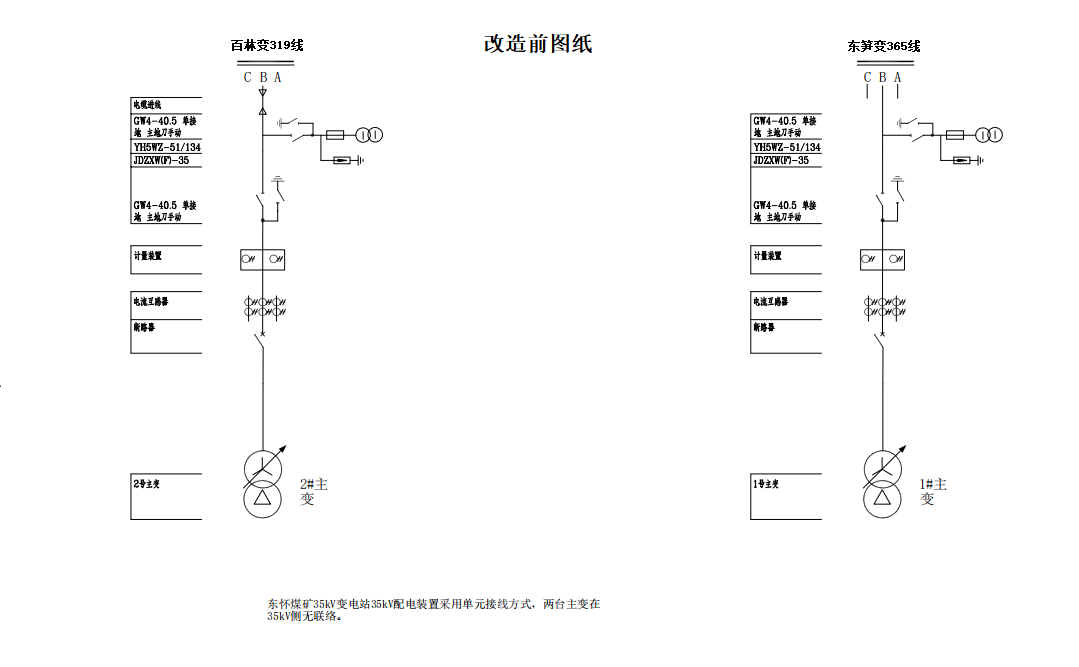 改造前图纸
百林变319线
C B A
电缆进线
GW4-40.5 单接
地 主地刀手动
YH5WZ-51/134
JDZXW(F)-35
GW4-40.5 单接
地 主地刀手动
计量装置
电流互感器
断路器
2号主变
2#主
变
东笋变365线
C B A
GW4-40.5 单接
地 主地刀手动
YH5WZ-51/134
JDZXW(F)-35
GW4-40.5 单接
地 主地刀手动
计量装置
电流互感器
断路器
1号主变
1#主
变
东怀煤矿35kV变电站35kV配电装置采用单元接线方式，两台主变在
35kV侧无联络。